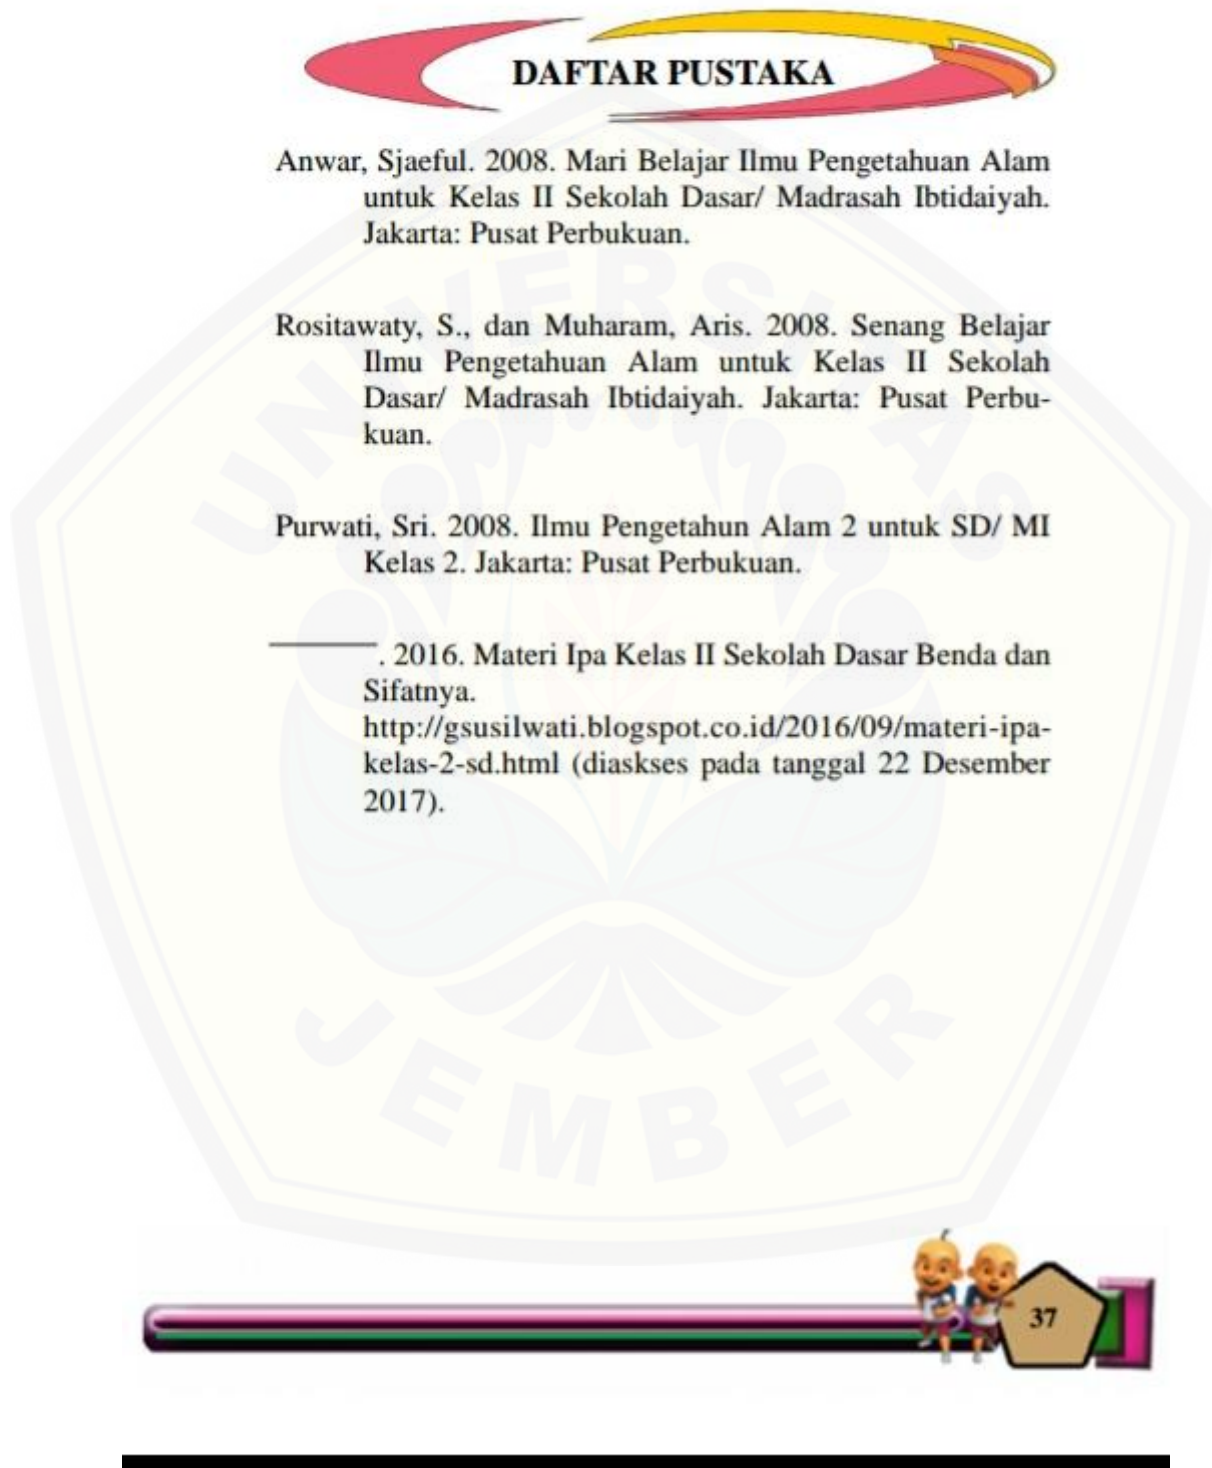 DAFTAR PUSTAKA
Anwar, Sjaeful. 2008. Mari Belajar Ilmu Pengetahuan Alam
untuk Kelas II Sekolah Dasar/ Madrasah Ibtidaiyah.
Jakarta: Pusat Perbukuan.
Rositawaty, S., dan Muharam, Aris. 2008. Senang Belajar
Ilmu Pengetahuan Alam untuk Kelas II Sekolah
Dasar/ Madrasah Ibtidaiyah. Jakarta: Pusat Perbu-
kuan.
Purwati, Sri. 2008. Ilmu Pengetahun Alam 2 untuk SD/ MI
Kelas 2. Jakarta: Pusat Perbukuan.
________. 2016. Materi Ipa Kelas II Sekolah Dasar Benda dan
Sifatnya.
http://gsusilwati.blogspot.co.id/2016/09/materi-ipa-
kelas-2-sd.html (diaskses pada tanggal 22 Desember
2017).
UNIVERSITAS
JEMBER
37